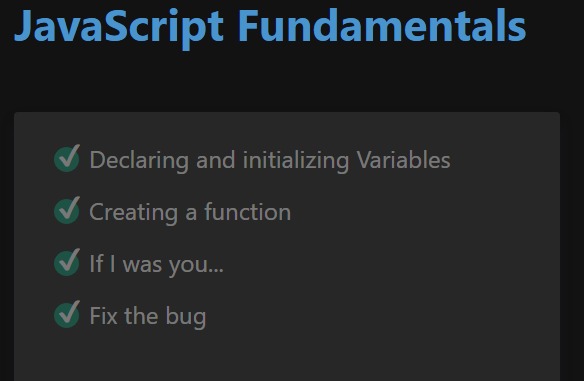 JavaScript Fundamentals
Declaring and initializing Variables
Creating a function
If I was you...
Fix the bug